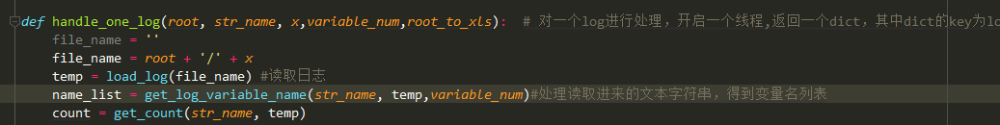 def handle_one_log(root, str_name, x,variable_num,root_to_xls):  # 对一个log进行处理，开启一个线程,返回一个dict，其中dict的key为lo
file_name = ''
file_name = root + '/' + x
temp = load_log(file_name) #读取日志
name_list = get_log_variable_name(str_name, temp,variable_num)#处理读取进来的文本字符串，得到变量名列表
count = get_count(str_name, temp)